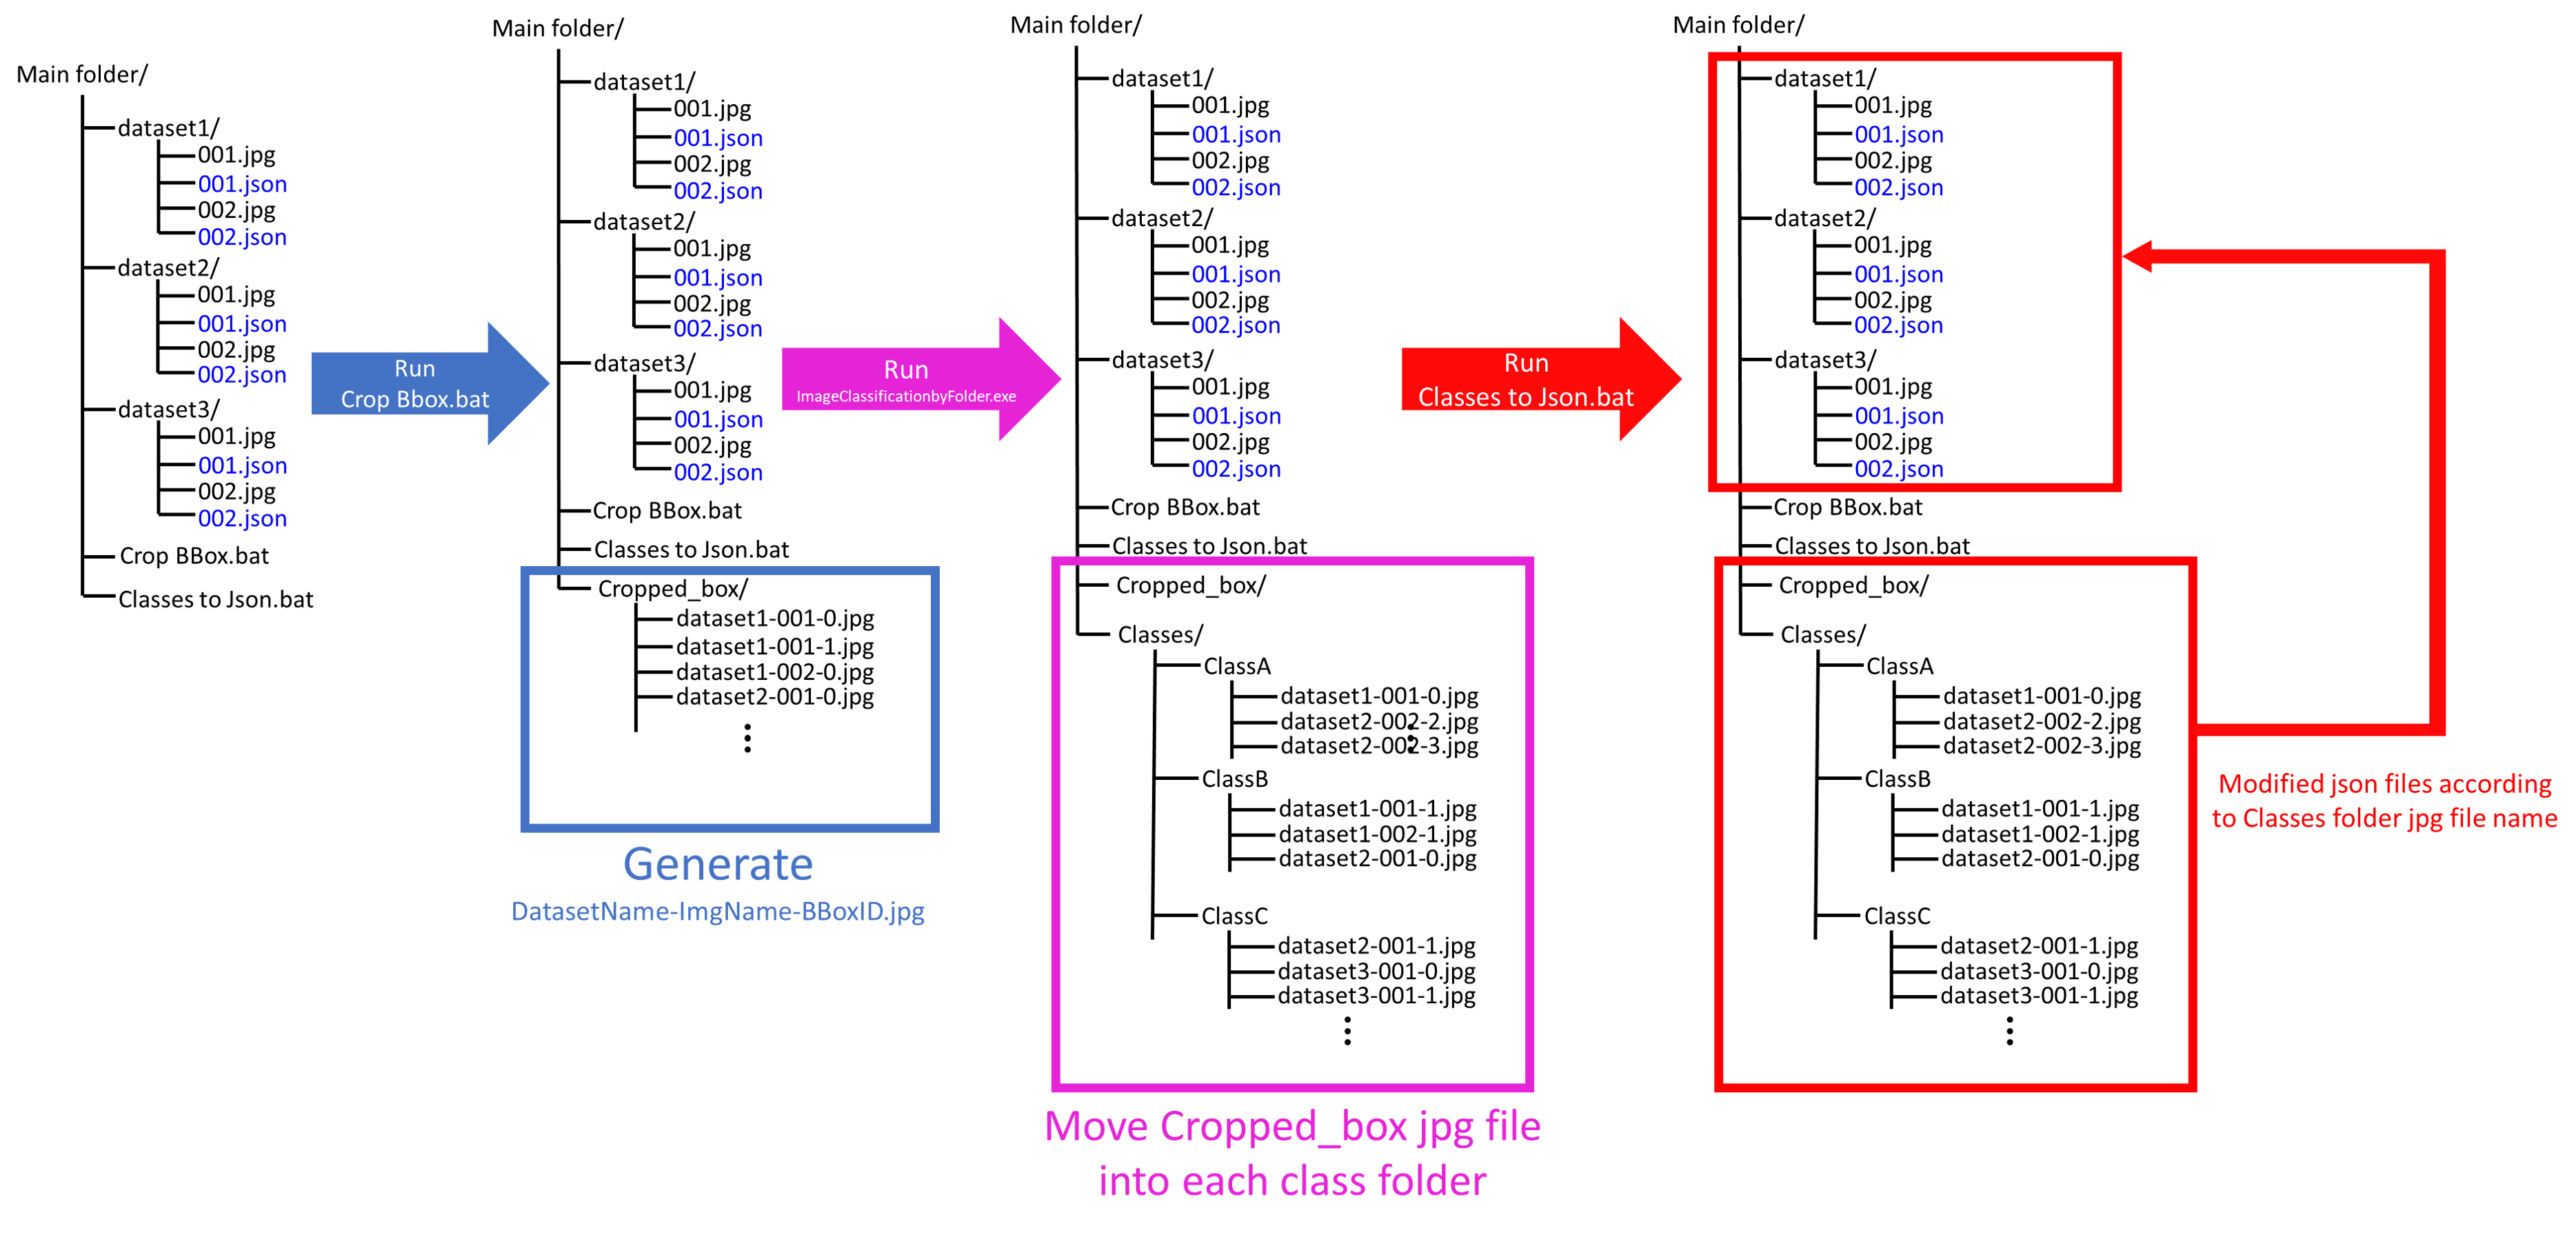 Main folder/
dataset1/
001.jpg
001.json
002.jpg
002.json
dataset2/
001.jpg
001.json
002.jpg
002.json
dataset3/
001.jpg
001.json
002.jpg
002.json
Crop BBox.bat
Classes to Json.bat
Run
Crop Bbox.bat
Main folder/
dataset1/
001.jpg
001.json
002.jpg
002.json
dataset2/
001.jpg
001.json
002.jpg
002.json
dataset3/
001.jpg
001.json
002.jpg
002.json
Crop BBox.bat
Classes to Json.bat
Cropped_box/
dataset1-001-0.jpg
dataset1-001-1.jpg
dataset1-002-0.jpg
dataset2-001-0.jpg
Generate
DatasetName-ImgName-BBoxID.jpg
Run
ImageClassificationbyFolder.exe
Main folder/
dataset1/
001.jpg
001.json
002.jpg
002.json
dataset2/
001.jpg
001.json
002.jpg
002.json
dataset3/
001.jpg
001.json
002.jpg
002.json
Crop BBox.bat
Classes to Json.bat
Cropped_box/
Classes/
ClassA
dataset1-001-0.jpg
dataset2-002-2.jpg
dataset2-002-3.jpg
ClassB
dataset1-001-1.jpg
dataset1-002-1.jpg
dataset2-001-0.jpg
ClassC
dataset2-001-1.jpg
dataset3-001-0.jpg
dataset3-001-1.jpg
Move Cropped_box jpg file
into each class folder
Run
Classes to Json.bat
Main folder/
dataset1/
001.jpg
001.json
002.jpg
002.json
dataset2/
001.jpg
001.json
002.jpg
002.json
dataset3/
001.jpg
001.json
002.jpg
002.json
Crop BBox.bat
Classes to Json.bat
Cropped_box/
Classes/
ClassA
dataset1-001-0.jpg
dataset2-002-2.jpg
dataset2-002-3.jpg
ClassB
dataset1-001-1.jpg
dataset1-002-1.jpg
dataset2-001-0.jpg
ClassC
dataset2-001-1.jpg
dataset3-001-0.jpg
dataset3-001-1.jpg
Modified json files according
to Classes folder jpg file name